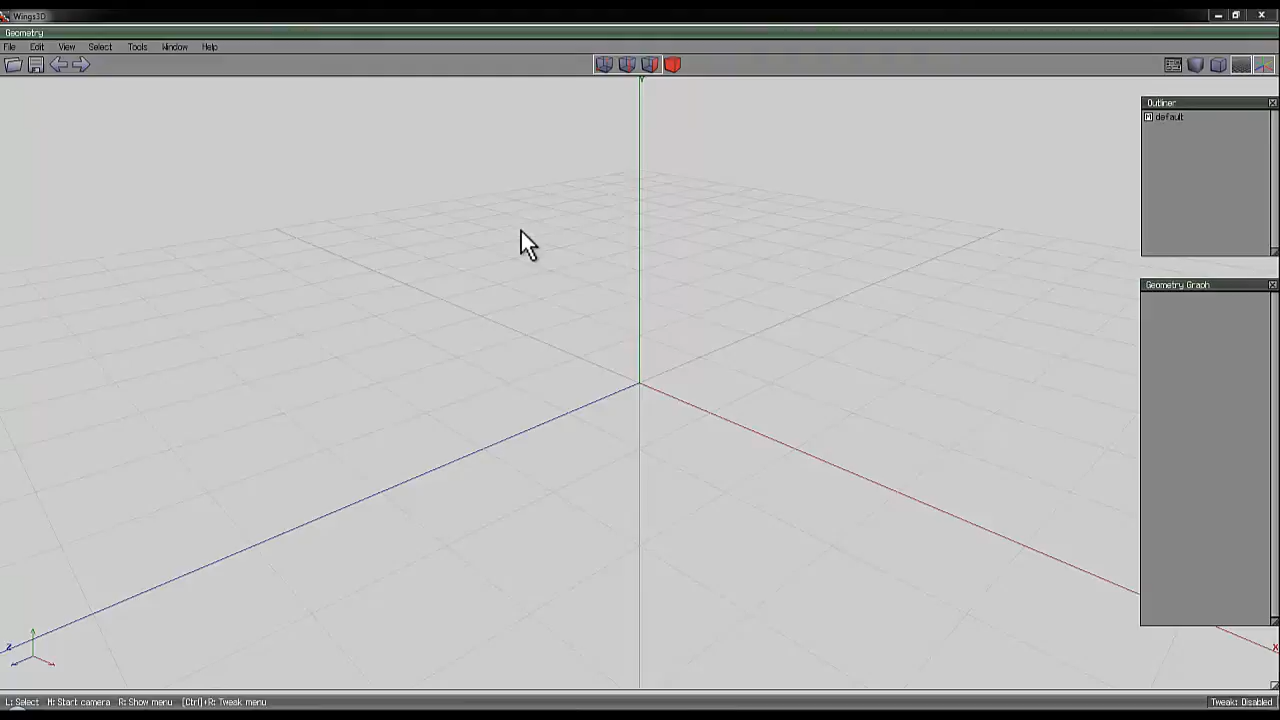 Wings3D
Geometry
File Edit View Select Tools Window Help
Y
Outliner
default
Geometry Graph
Z
X
L: Select M: Start camera R: Show menu [Ctrl]+R: Tweak menu
Tweak: Disabled